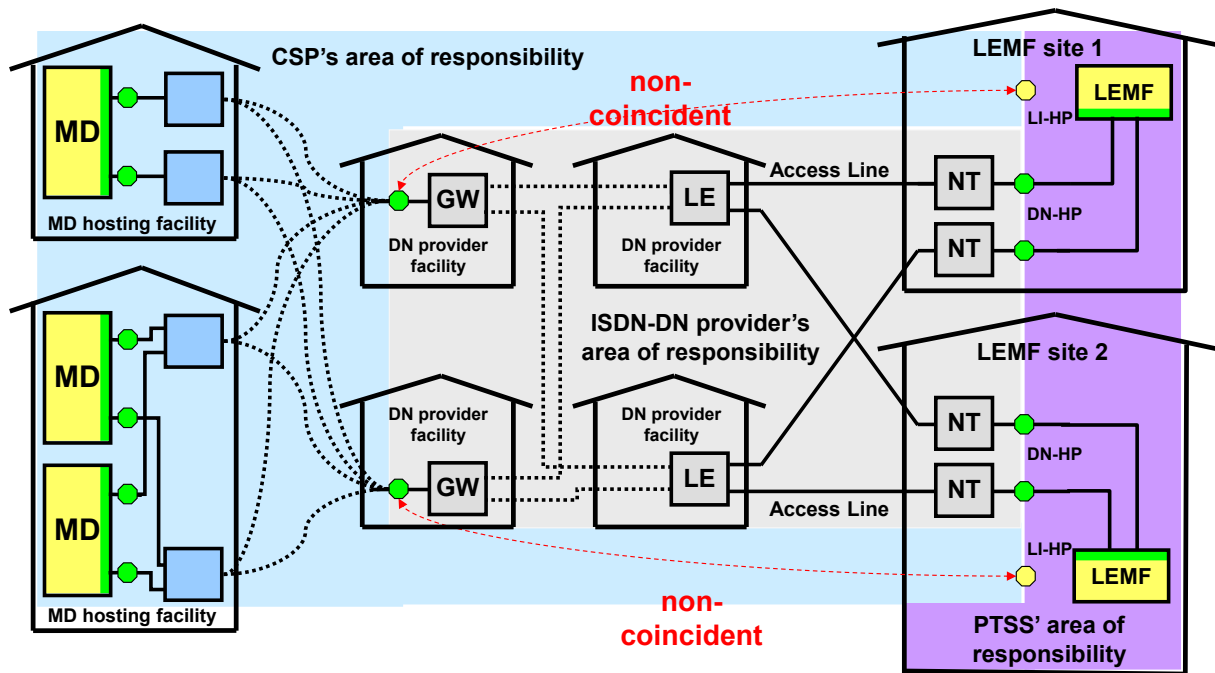 CSP's area of responsibility
LEMF site 1
non-
coincident
MD
LEMF
LI-HP
Access Line
NT
GW
LE
DN-HP
MD hosting facility
DN provider
facility
DN provider
facility
NT
ISDN-DN provider's
area of responsibility
LEMF site 2
MD
DN provider
facility
DN provider
facility
NT
DN-HP
GW
LE
NT
MD
Access Line
LI-HP
LEMF
MD hosting facility
non-
coincident
PTSS' area of
responsibility